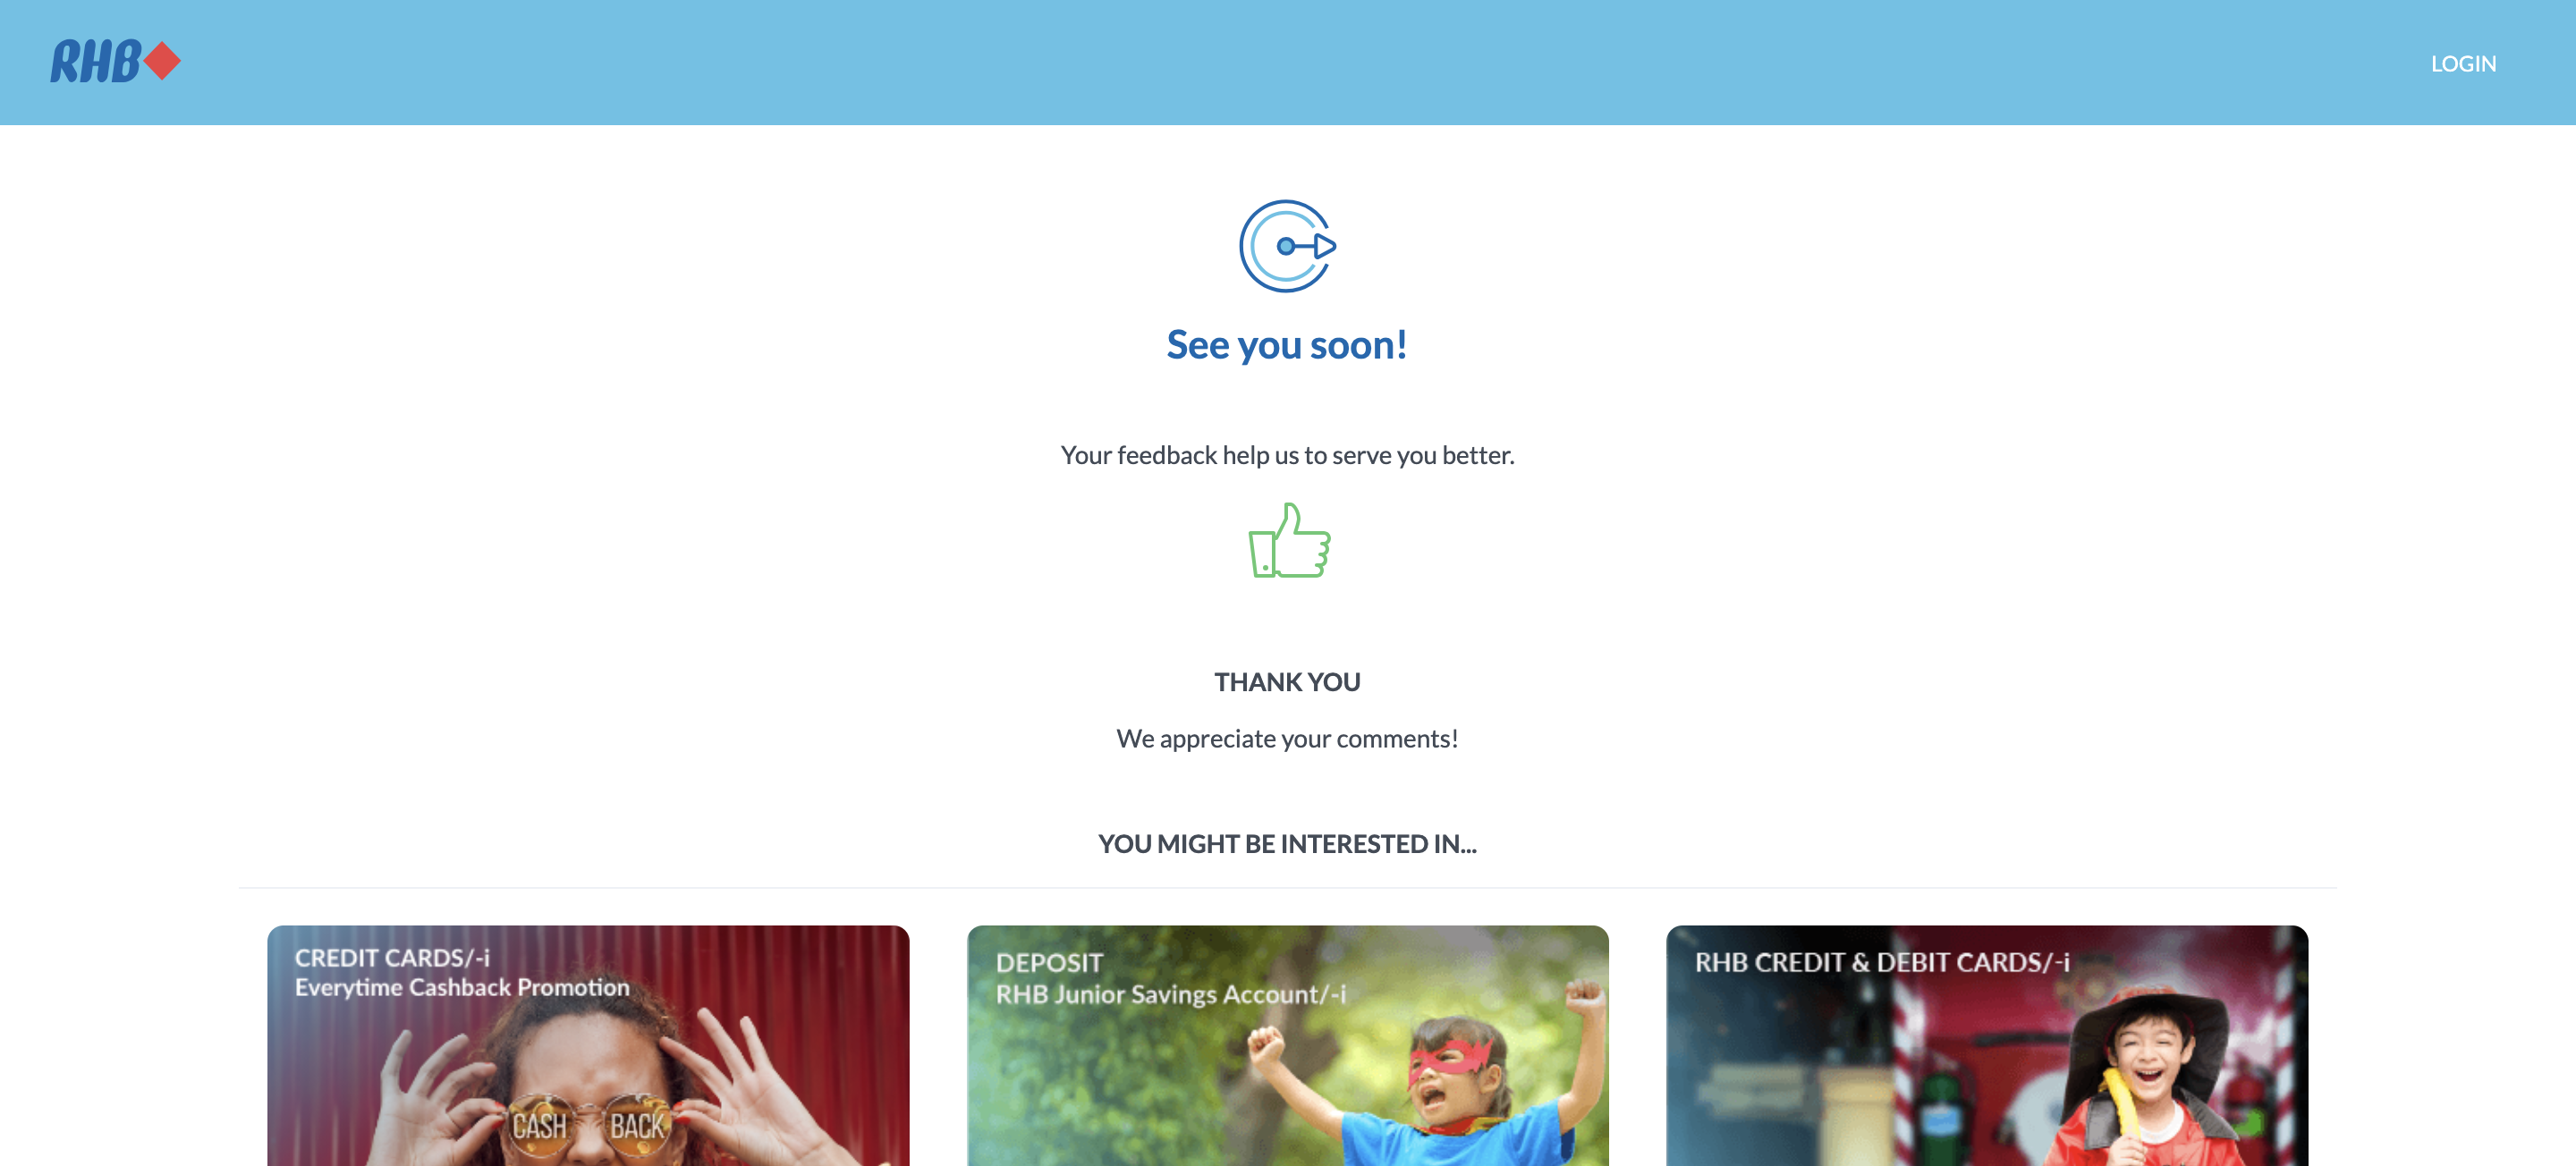 RHB
LOGIN
See you soon!
Your feedback help us to serve you better.
THANK YOU
We appreciate your comments!
YOU MIGHT BE INTERESTED IN...
CREDIT CARDS/-i
Everytime Cashback Promotion
CASH BACK
DEPOSIT
RHB Junior Savings Account/-i
RHB CREDIT & DEBIT CARDS/-i